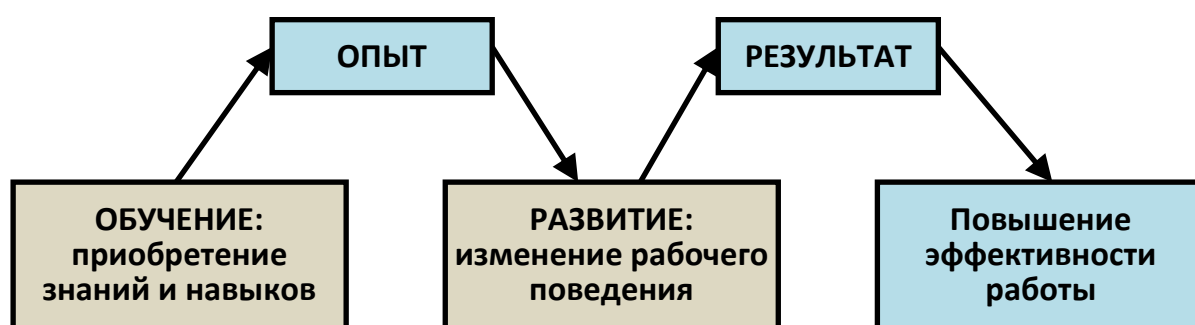 ОПЫТ
РЕЗУЛЬТАТ
ОБУЧЕНИЕ:
приобретение
знаний и навыков
РАЗВИТИЕ:
изменение рабочего
поведения
Повышение
эффективности
работы